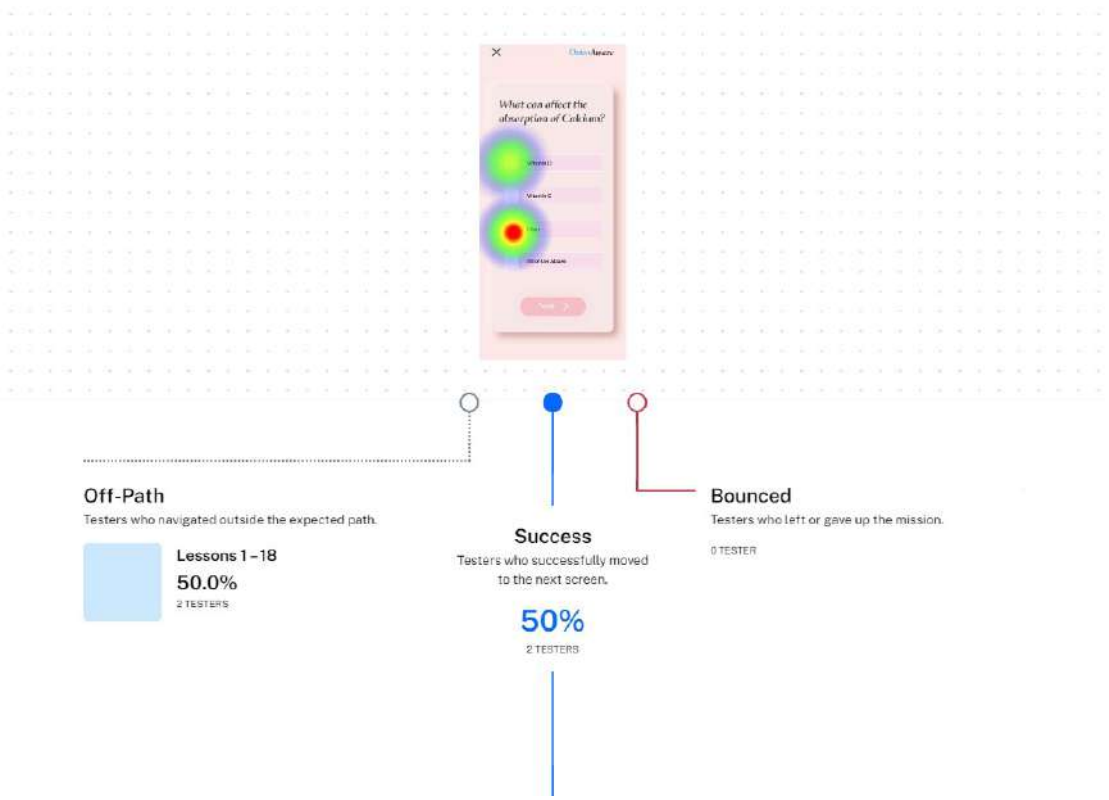 What can affect the
absorption of Calcium?
Off-Path
Testers who navigated outside the expected path.
Lessons 1–18
50.0%
2 TESTERS
Success
Testers who successfully moved
to the next screen.
50%
2 TESTERS
Bounced
Testers who left or gave up the mission.
0 TESTER